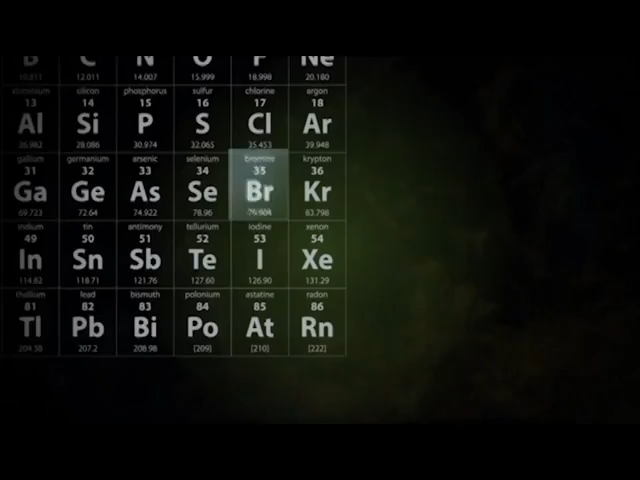 B C N O F Ne
10.811 12.011 14.007 15.999 18.998 20.180
aluminium silicon phosphorus sulfur chlorine argon
13 14 15 16 17 18
Al Si P S Cl Ar
26.982 28.086 30.974 32.065 35.453 39.948
gallium germanium arsenic selenium bromine krypton
31 32 33 34 35 36
Ga Ge As Se Br Kr
69.723 72.64 74.922 78.96 83.798
indium tin antimony tellurium iodine xenon
49 50 51 52 53 54
In Sn Sb Te I Xe
114.82 118.71 121.76 127.60 126.90 131.29
thallium lead bismuth polonium astatine radon
81 82 83 84 85 86
Tl Pb Bi Po At Rn
204.38 207.2 208.98 [209] [210] [222]